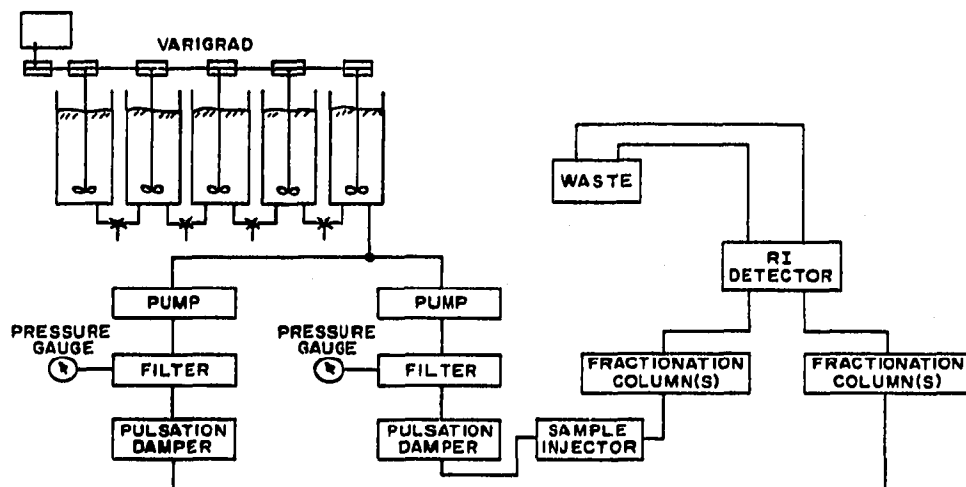 VARIGRAD
WASTE
RI
DETECTOR
PUMP
PUMP
PRESSURE
GAUGE
FILTER
PRESSURE
GAUGE
FILTER
FRACTIONATION
COLUMN(S)
FRACTIONATION
COLUMN(S)
PULSATION
DAMPER
PULSATION
DAMPER
SAMPLE
INJECTOR